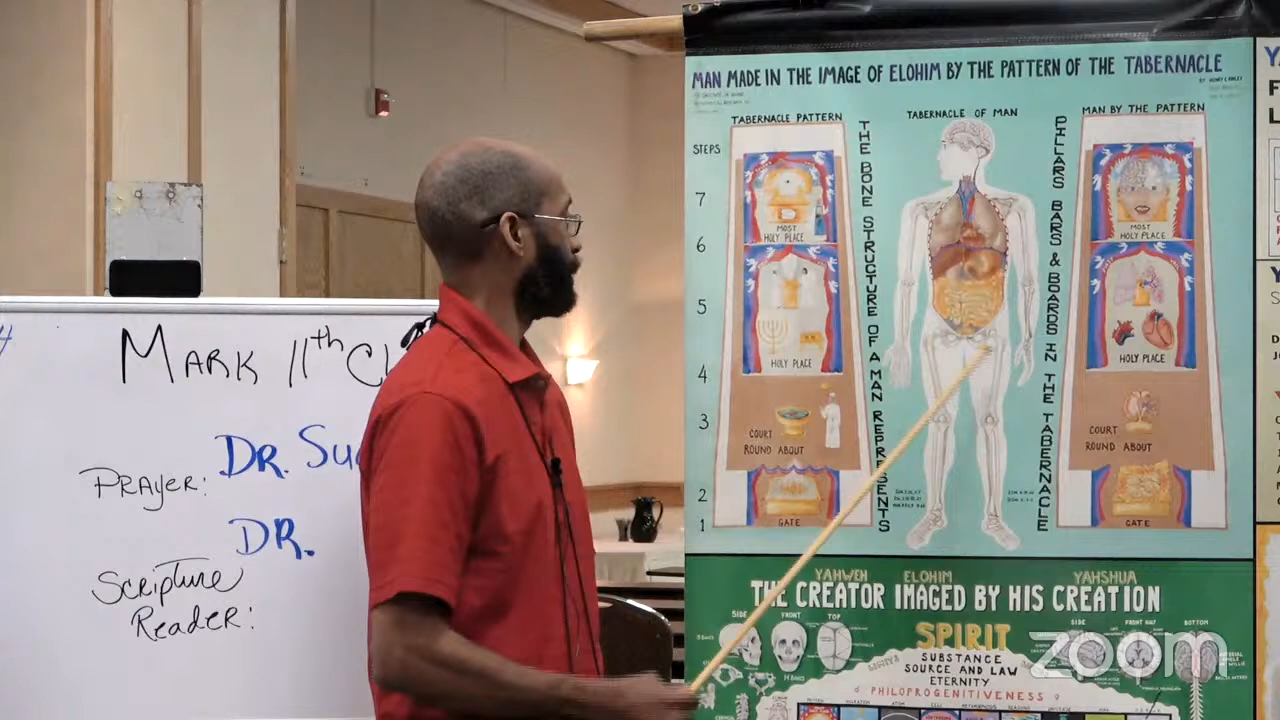 MARK 11th C
PRAYER:
DR. Su
DR.
Scripture
Reader:
MAN MADE IN THE IMAGE OF ELOHIM BY THE PATTERN OF THE TABERNACLE
TABERNACLE PATTERN
STEPS
7
6
5
4
3
2
1
MOST
HOLY PLACE
HOLY PLACE
COURT
ROUND ABOUT
GATE
THE BONE STRUCTURE OF A MAN REPRESENTS
TABERNACLE OF MAN
PILLARS BARS & BOARDS IN THE TABERNACLE
MAN BY THE PATTERN
MOST
HOLY PLACE
HOLY PLACE
COURT
ROUND ABOUT
GATE
YAHWEH ELOHIM YAHSHUA
THE CREATOR IMAGED BY HIS CREATION
SIDE FRONT TOP
SPIRIT
SUBSTANCE
SOURCE AND LAW
ETERNITY
PHILOPROGENITIVENESS
SIDE
BOTTOM
zoom